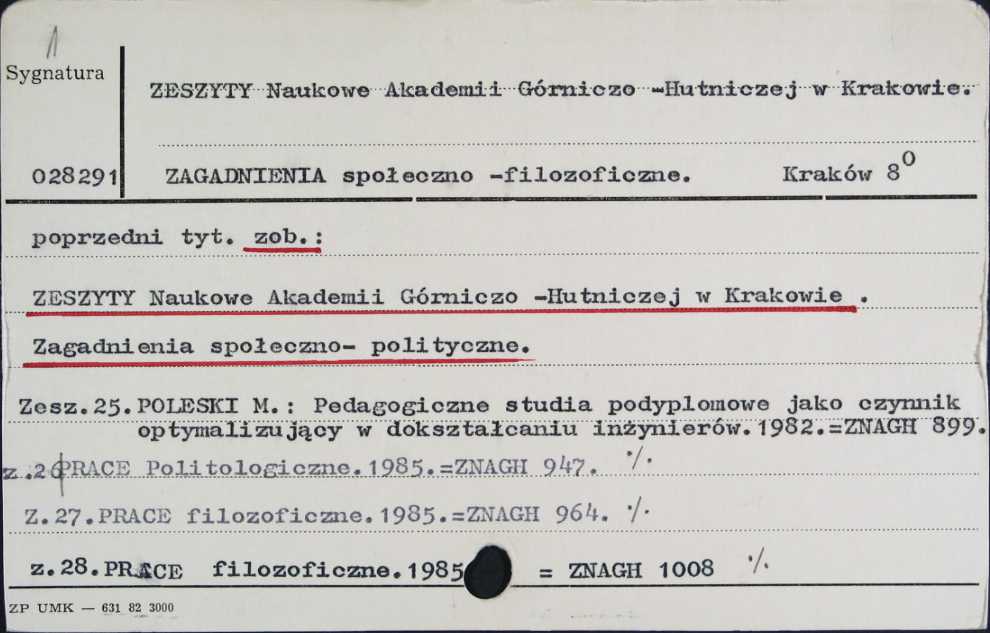 1
Sygnatura
ZESZYTY Naukowe Akademii Górniczo -Hutniczej w Krakowie.
028291 ZAGADNIENIA społeczno -filozoficzne. Kraków 8⁰
poprzedni tyt. zob.:
ZESZYTY Naukowe Akademii Górniczo -Hutniczej w Krakowie .
Zagadnienia społeczno- polityczne.
Zesz.25.POLESKI M.: Pedagogiczne studia podyplomowe jako czynnik
optymalizujący w dokształcaniu inżynierów.1982.=ZNAGH 899.
z.26 PRACE Politologiczne.1985.=ZNAGH 947. ·/·
Z.27.PRACE filozoficzne.1985.=ZNAGH 964. ·/·
z.28.PRACE filozoficzne.1985 = ZNAGH 1008 ·/·
ZP UMK — 631 82 3000